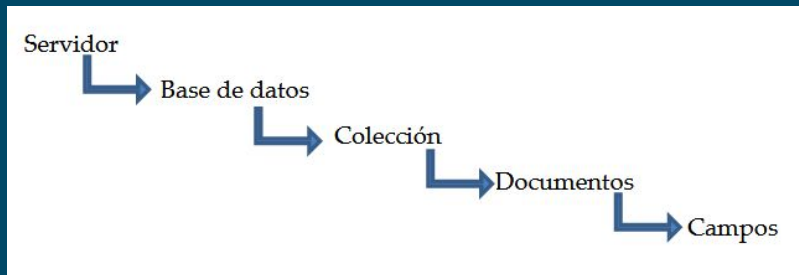 Servidor
Base de datos
Colección
Documentos
Campos